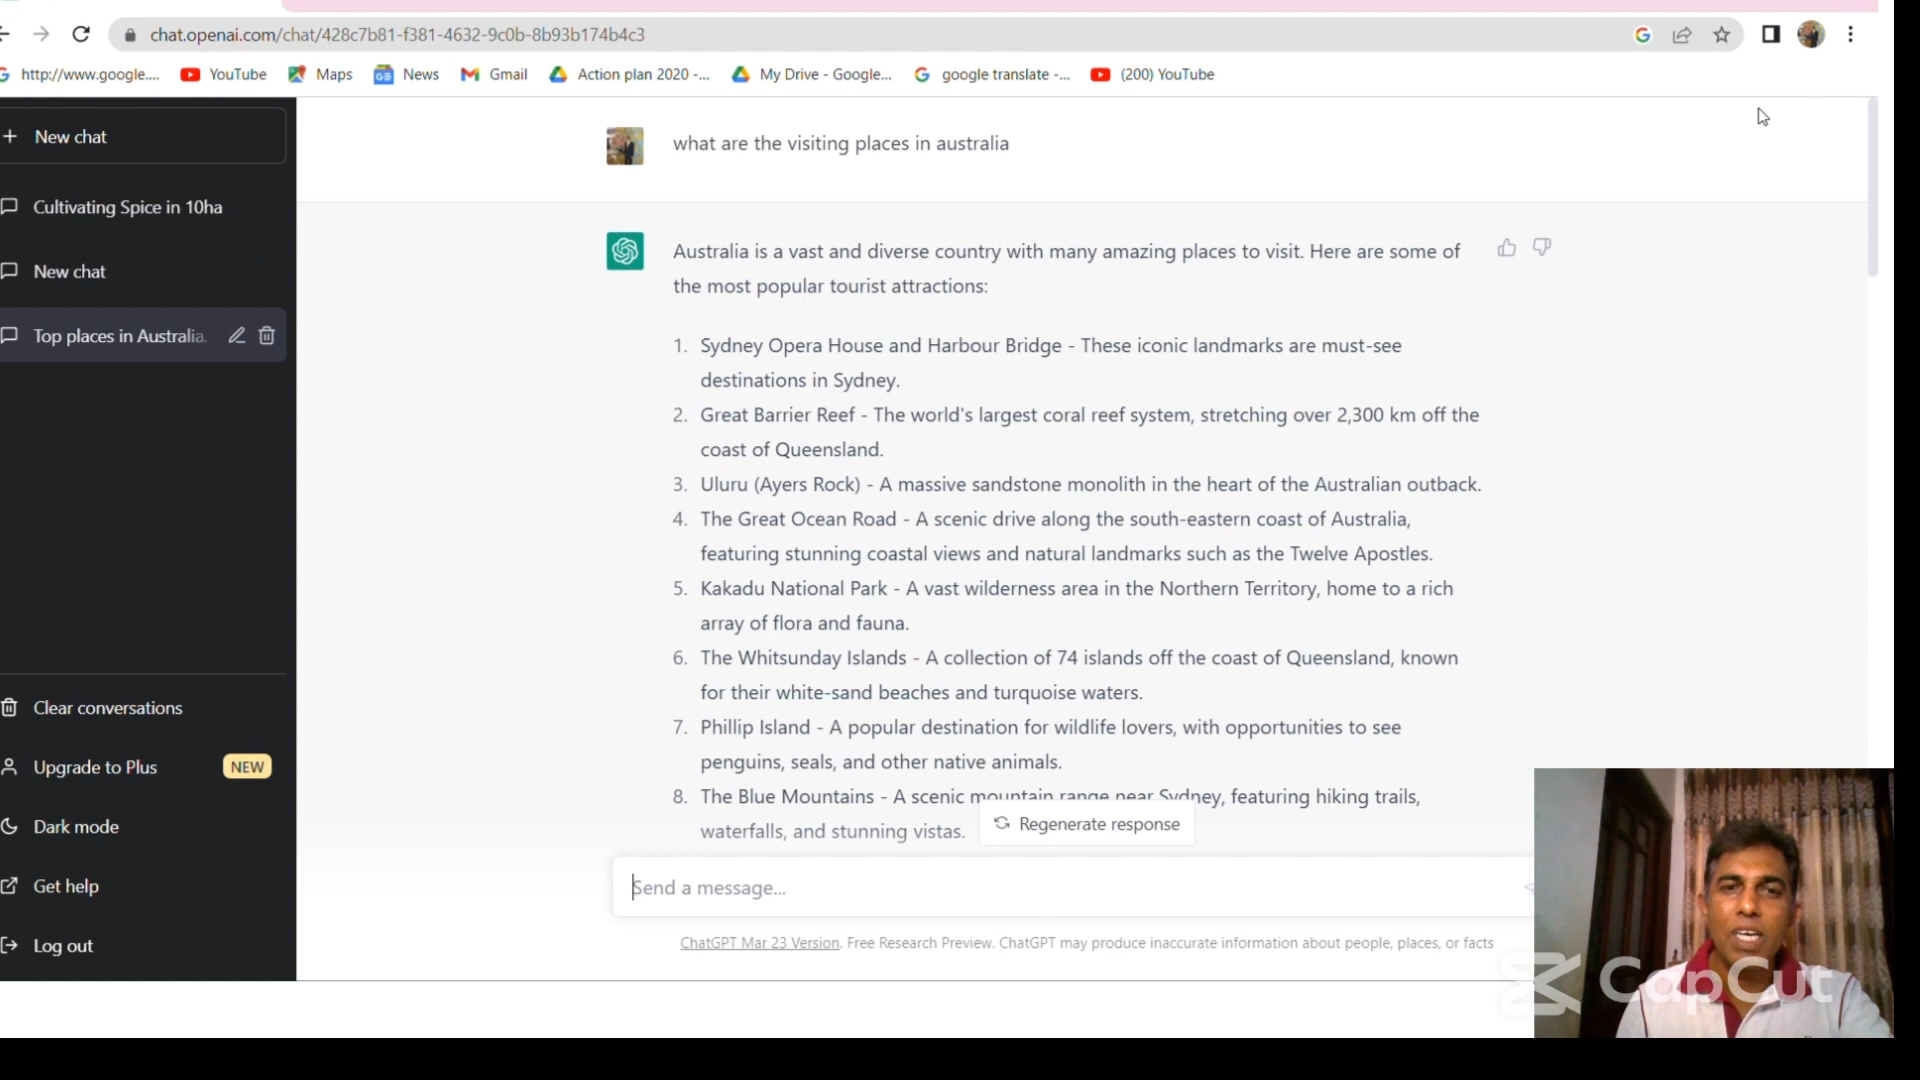 chat.openai.com/chat/428c7b81-f381-4632-9c0b-8b93b174b4c3
http://www.google.... YouTube Maps News Gmail Action plan 2020 -... My Drive - Google... google translate -... (200) YouTube
New chat
Cultivating Spice in 10ha
New chat
Top places in Australia.
Clear conversations
Upgrade to Plus NEW
Dark mode
Get help
Log out
what are the visiting places in australia
Australia is a vast and diverse country with many amazing places to visit. Here are some of
the most popular tourist attractions:
1. Sydney Opera House and Harbour Bridge - These iconic landmarks are must-see
destinations in Sydney.
2. Great Barrier Reef - The world's largest coral reef system, stretching over 2,300 km off the
coast of Queensland.
3. Uluru (Ayers Rock) - A massive sandstone monolith in the heart of the Australian outback.
4. The Great Ocean Road - A scenic drive along the south-eastern coast of Australia,
featuring stunning coastal views and natural landmarks such as the Twelve Apostles.
5. Kakadu National Park - A vast wilderness area in the Northern Territory, home to a rich
array of flora and fauna.
6. The Whitsunday Islands - A collection of 74 islands off the coast of Queensland, known
for their white-sand beaches and turquoise waters.
7. Phillip Island - A popular destination for wildlife lovers, with opportunities to see
penguins, seals, and other native animals.
8. The Blue Mountains - A scenic mountain range near Sydney, featuring hiking trails,
waterfalls, and stunning vistas.
Regenerate response
Send a message...
ChatGPT Mar 23 Version. Free Research Preview. ChatGPT may produce inaccurate information about people, places, or facts
CapCut